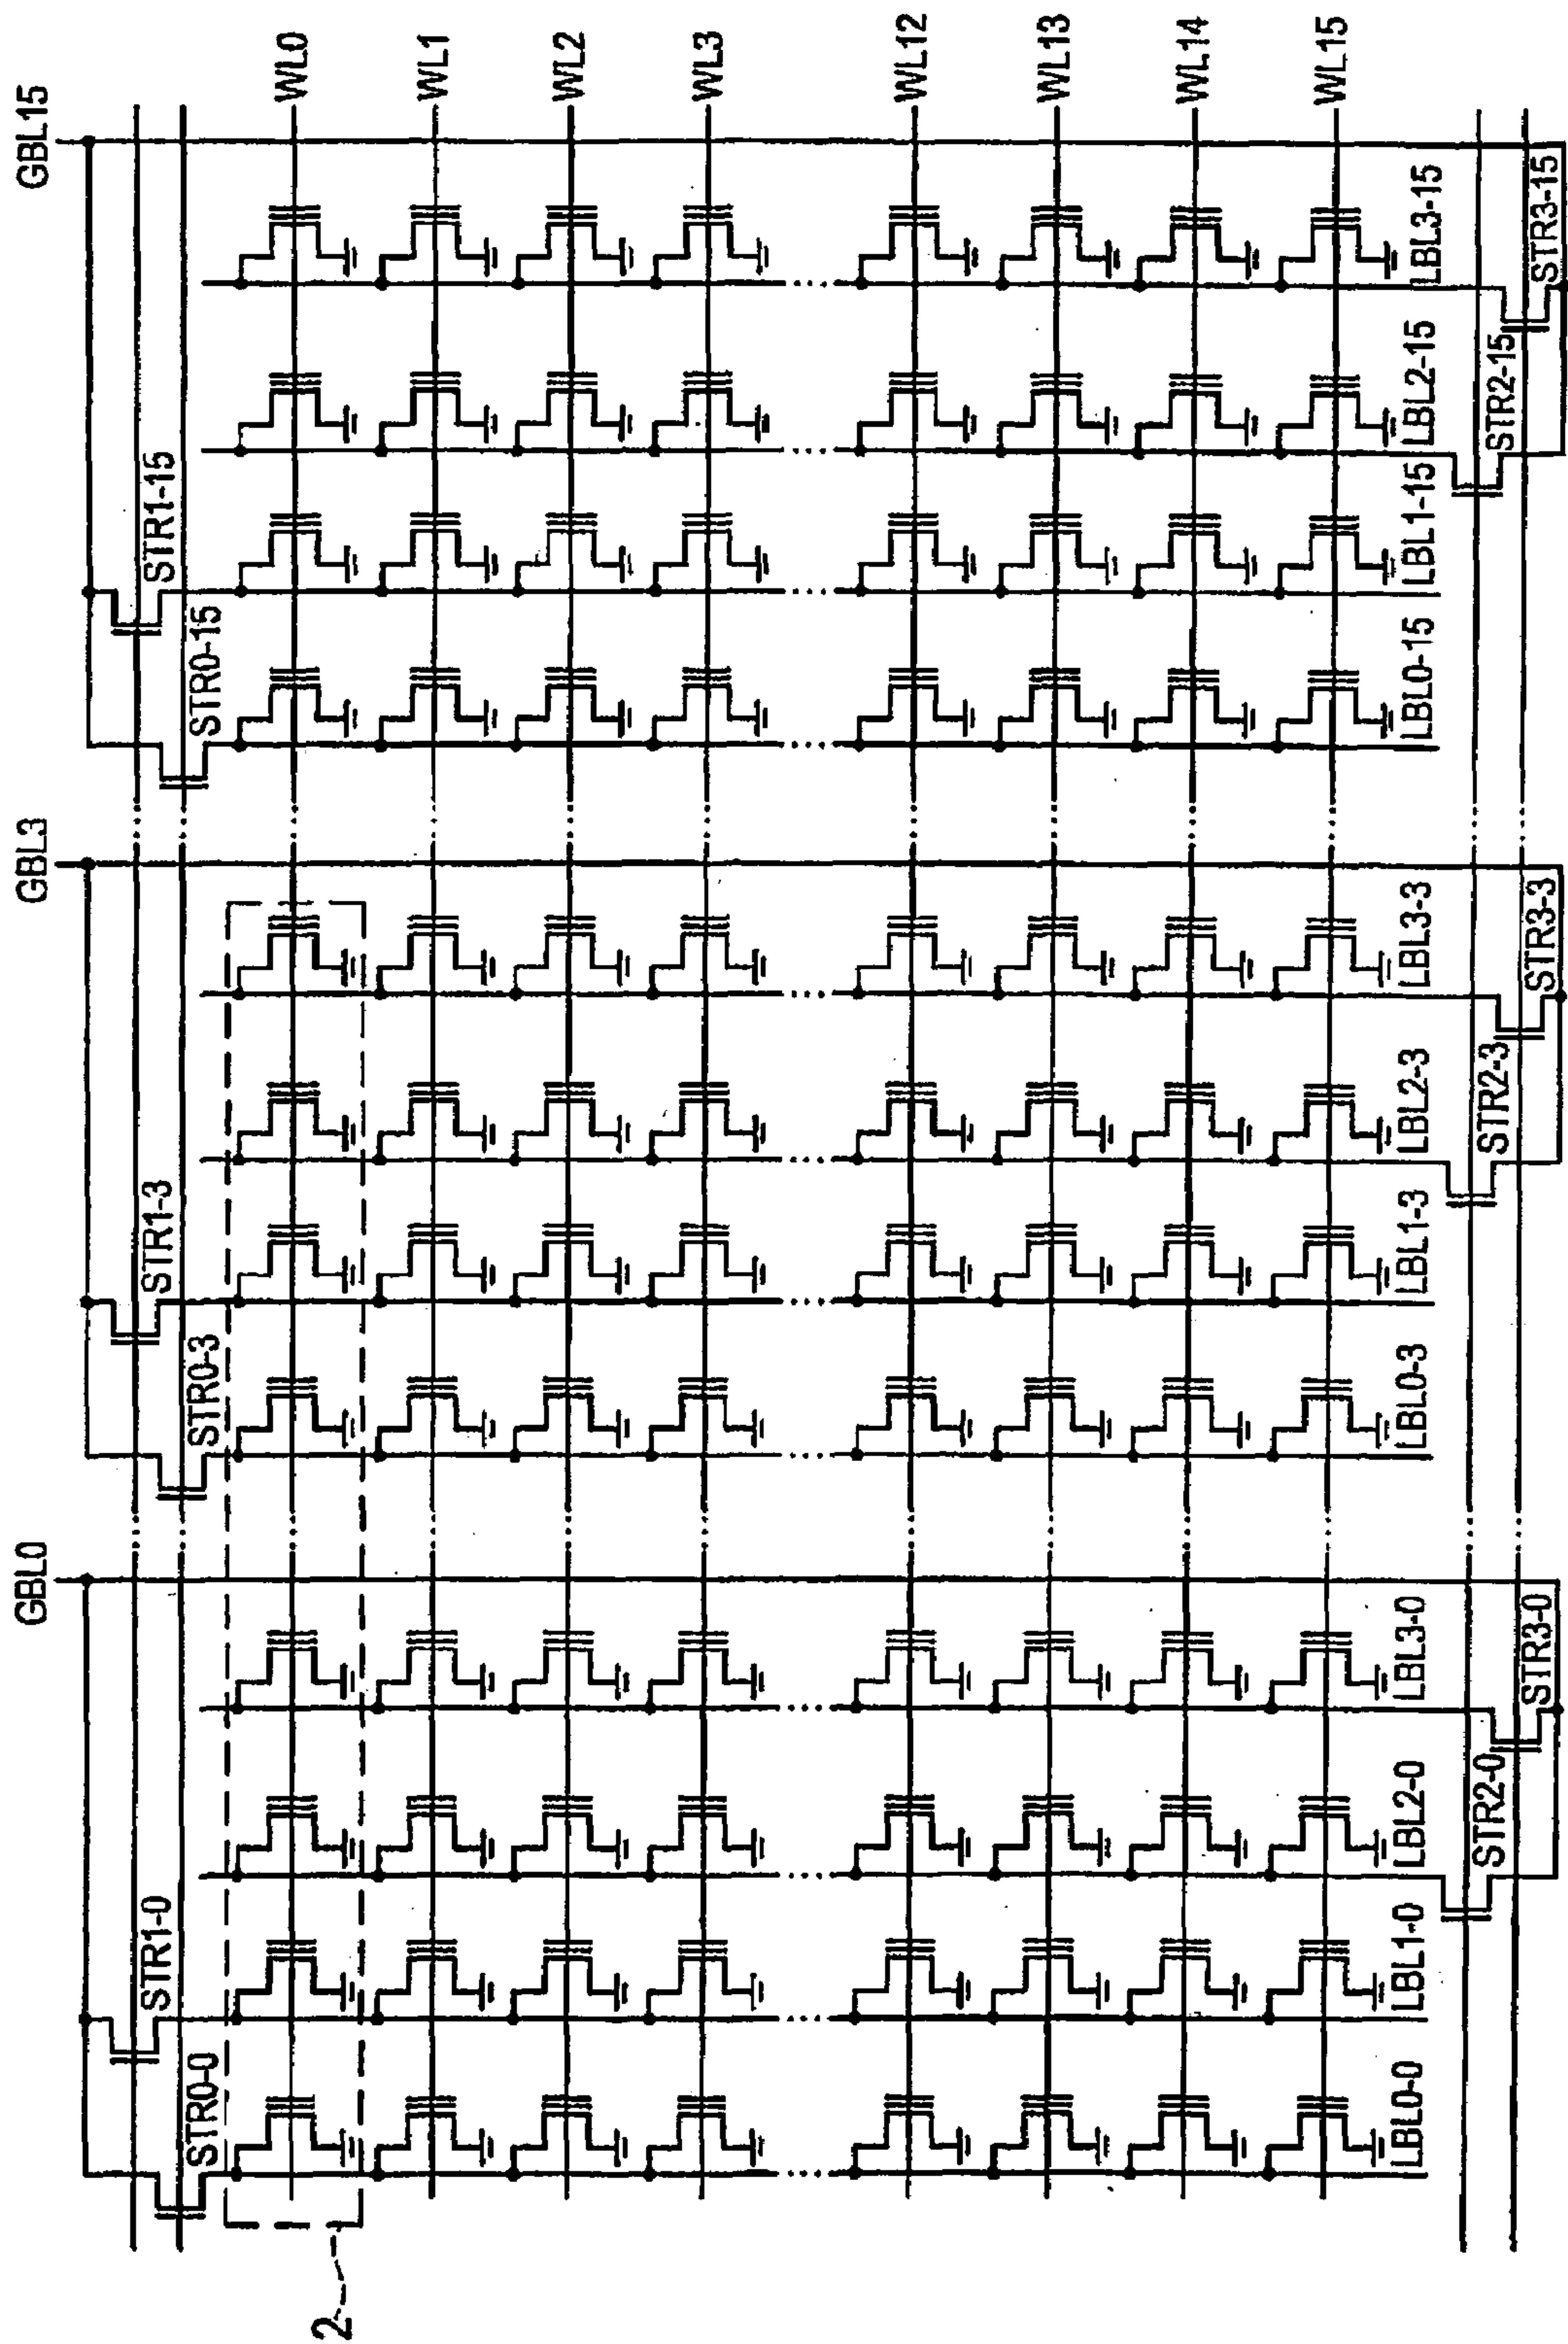 GBL0
GBL3
GBL15
STR1-0
STR1-3
STR1-15
STR0-0
STR0-3
STR0-15
2
WL0
WL1
WL2
WL3
WL12
WL13
WL14
WL15
LBL0-0
LBL1-0
LBL2-0
LBL3-0
LBL0-3
LBL1-3
LBL2-3
LBL3-3
LBL0-15
LBL1-15
LBL2-15
LBL3-15
STR2-0
STR2-3
STR2-15
STR3-0
STR3-3
STR3-15